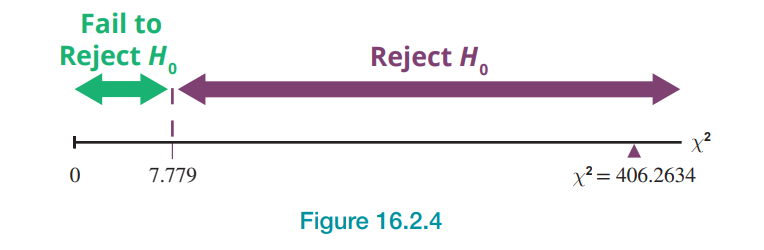 Fail to
Reject H₀
Reject H₀
χ²
0
7.779
χ² = 406.2634
Figure 16.2.4